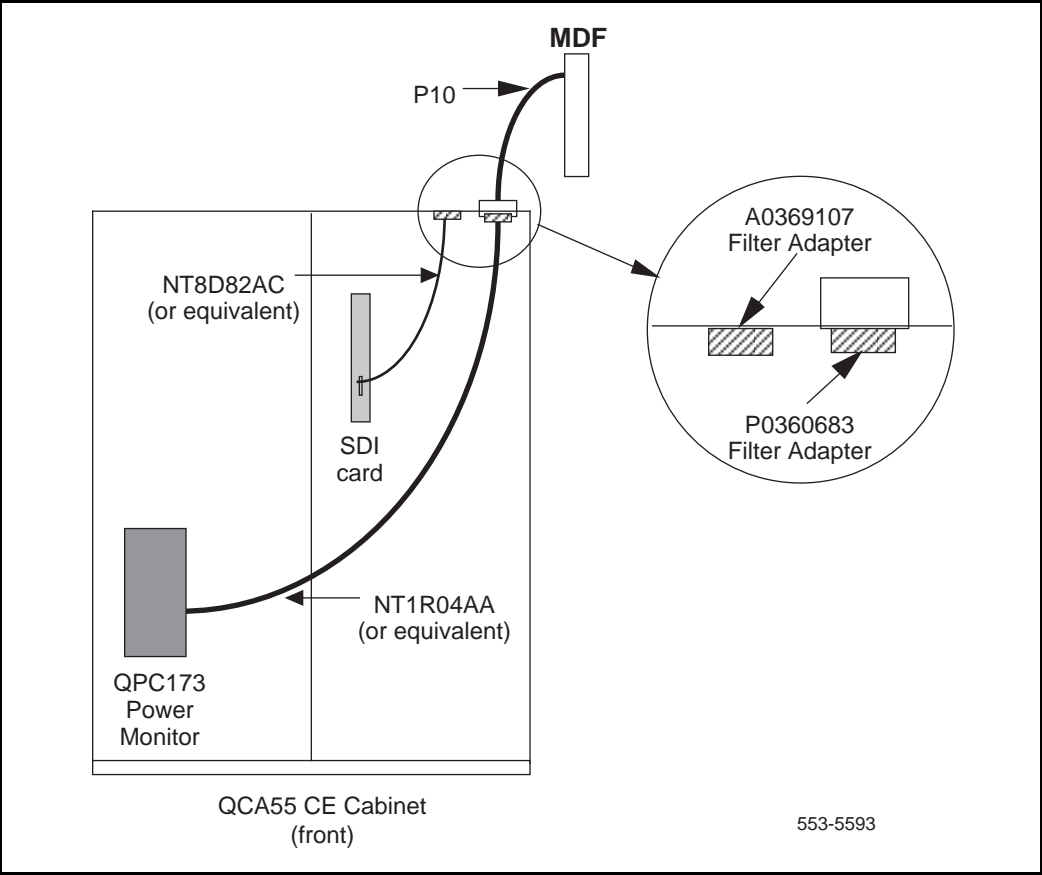 MDF
P10
A0369107
Filter Adapter
NT8D82AC
(or equivalent)
SDI
card
P0360683
Filter Adapter
NT1R04AA
(or equivalent)
QPC173
Power
Monitor
QCA55 CE Cabinet
(front)
553-5593